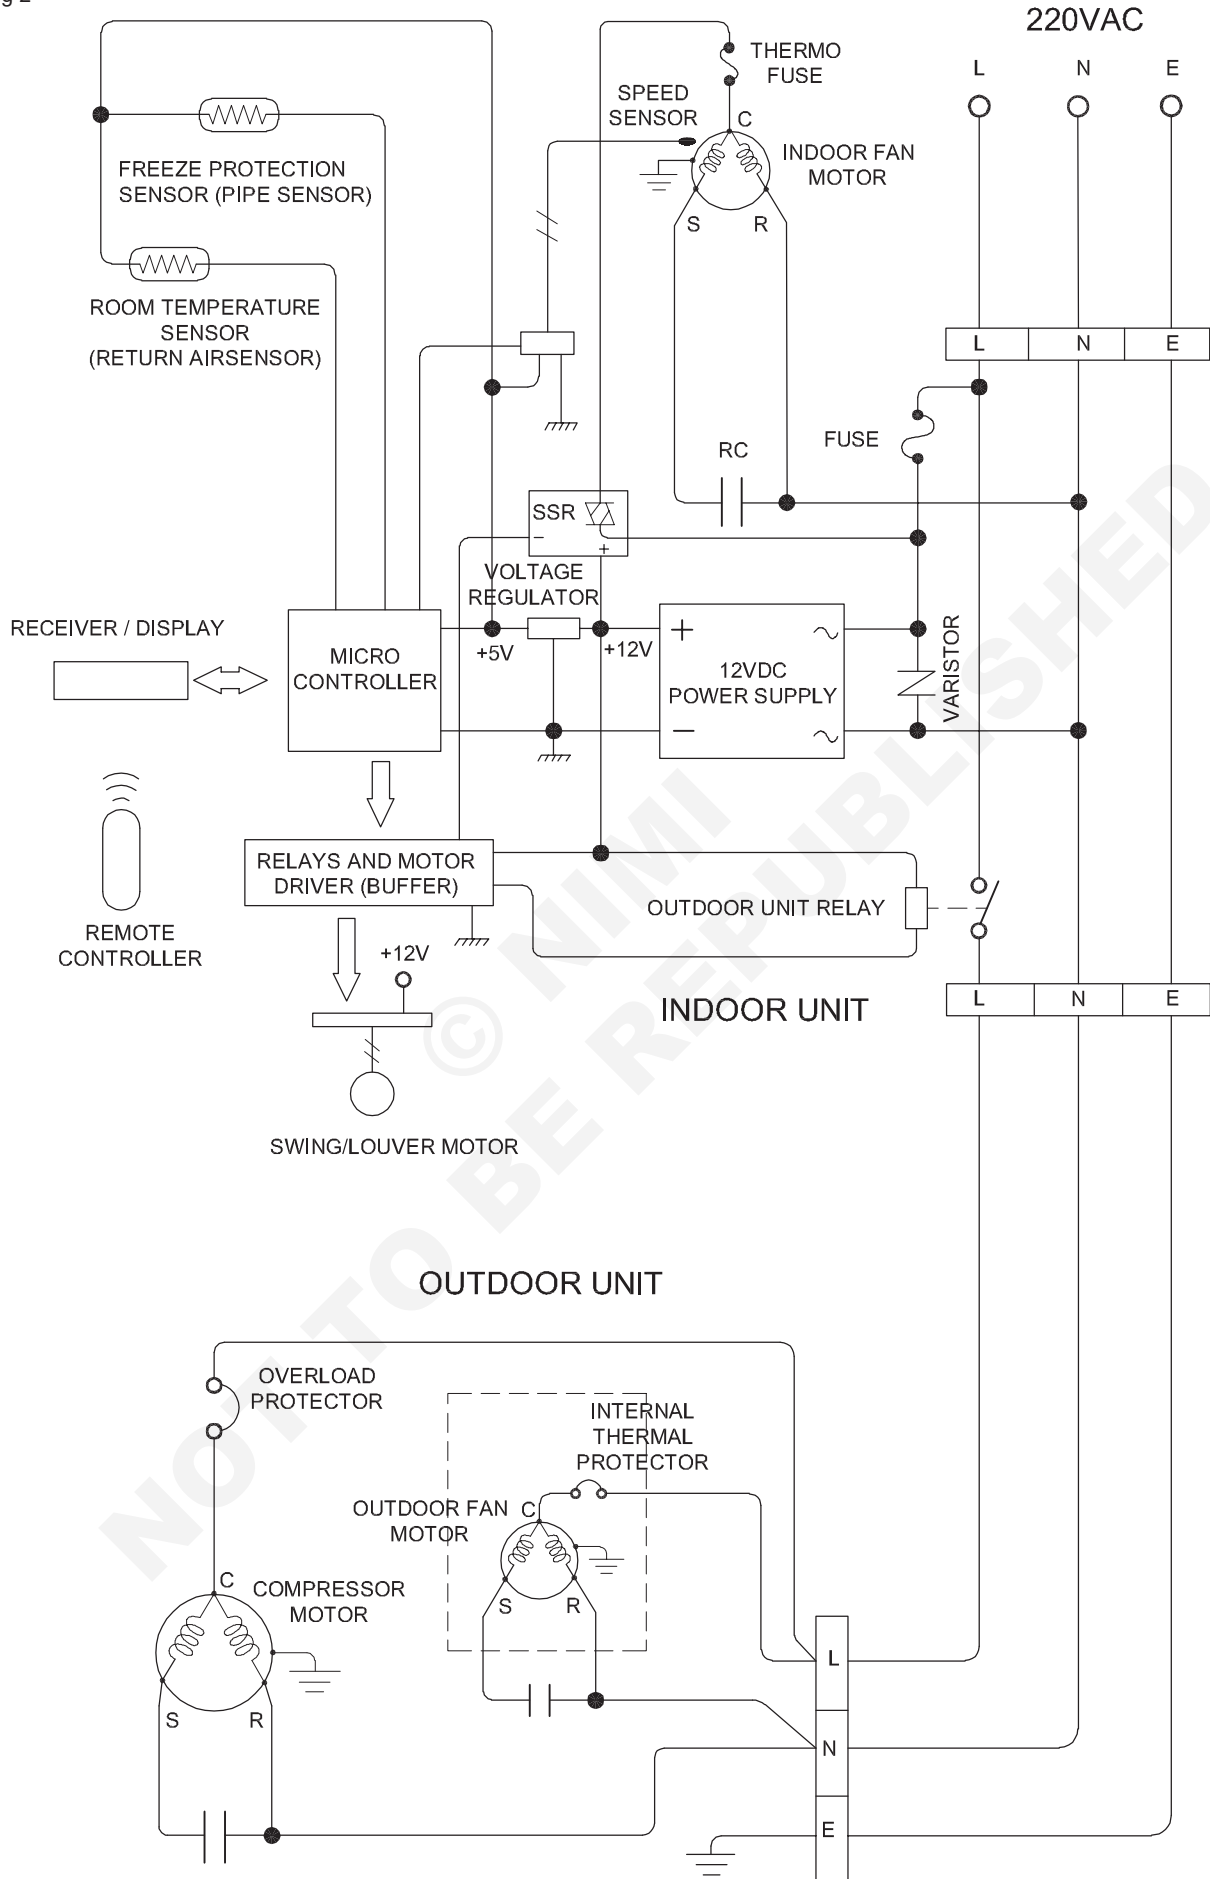 g 2
220VAC
L N E
THERMO
FUSE
SPEED
SENSOR
C
INDOOR FAN
MOTOR
S R
FREEZE PROTECTION
SENSOR (PIPE SENSOR)
ROOM TEMPERATURE
SENSOR
(RETURN AIRSENSOR)
L N E
FUSE
RC
SSR
-
+
VOLTAGE
REGULATOR
RECEIVER / DISPLAY
MICRO
CONTROLLER
+5V
+12V
+
12VDC
POWER SUPPLY
-
VARISTOR
RELAYS AND MOTOR
DRIVER (BUFFER)
OUTDOOR UNIT RELAY
REMOTE
CONTROLLER
+12V
INDOOR UNIT
L N E
SWING/LOUVER MOTOR
OUTDOOR UNIT
OVERLOAD
PROTECTOR
INTERNAL
THERMAL
PROTECTOR
OUTDOOR FAN
MOTOR
C
S R
C
COMPRESSOR
MOTOR
S R
L
N
E
© NIMI
NOT TO BE REPUBLISHED